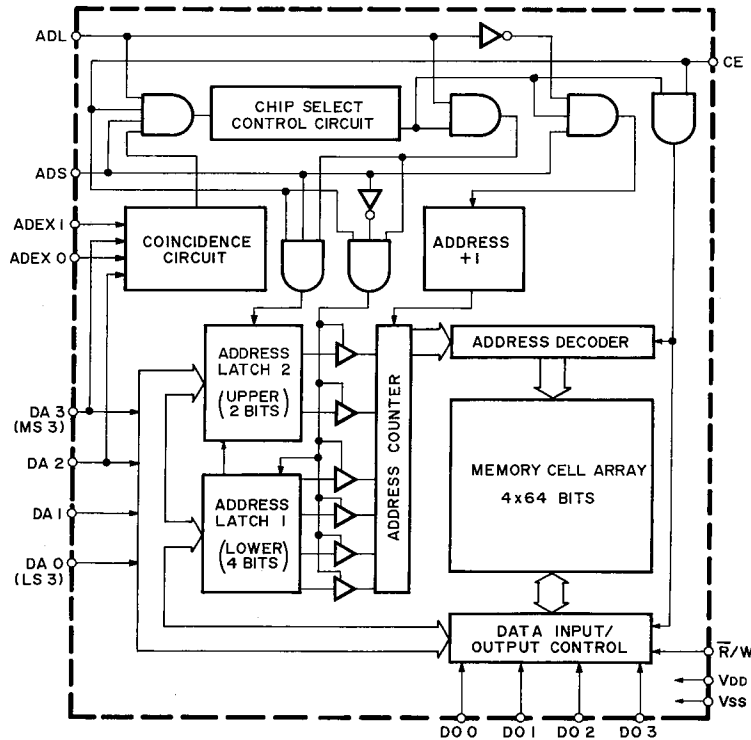 ADL
CE
CHIP SELECT
CONTROL CIRCUIT
ADS
ADEX 1
ADEX 0
COINCIDENCE
CIRCUIT
ADDRESS
+1
ADDRESS
LATCH 2
(UPPER)
(2 BITS)
ADDRESS COUNTER
ADDRESS DECODER
DA 3
(MS 3)
DA 2
DA 1
DA 0
(LS 3)
ADDRESS
LATCH 1
(LOWER)
(4 BITS)
MEMORY CELL ARRAY
4x64 BITS
DATA INPUT/
OUTPUT CONTROL
R̅/W
VDD
VSS
DO 0
DO 1
DO 2
DO 3